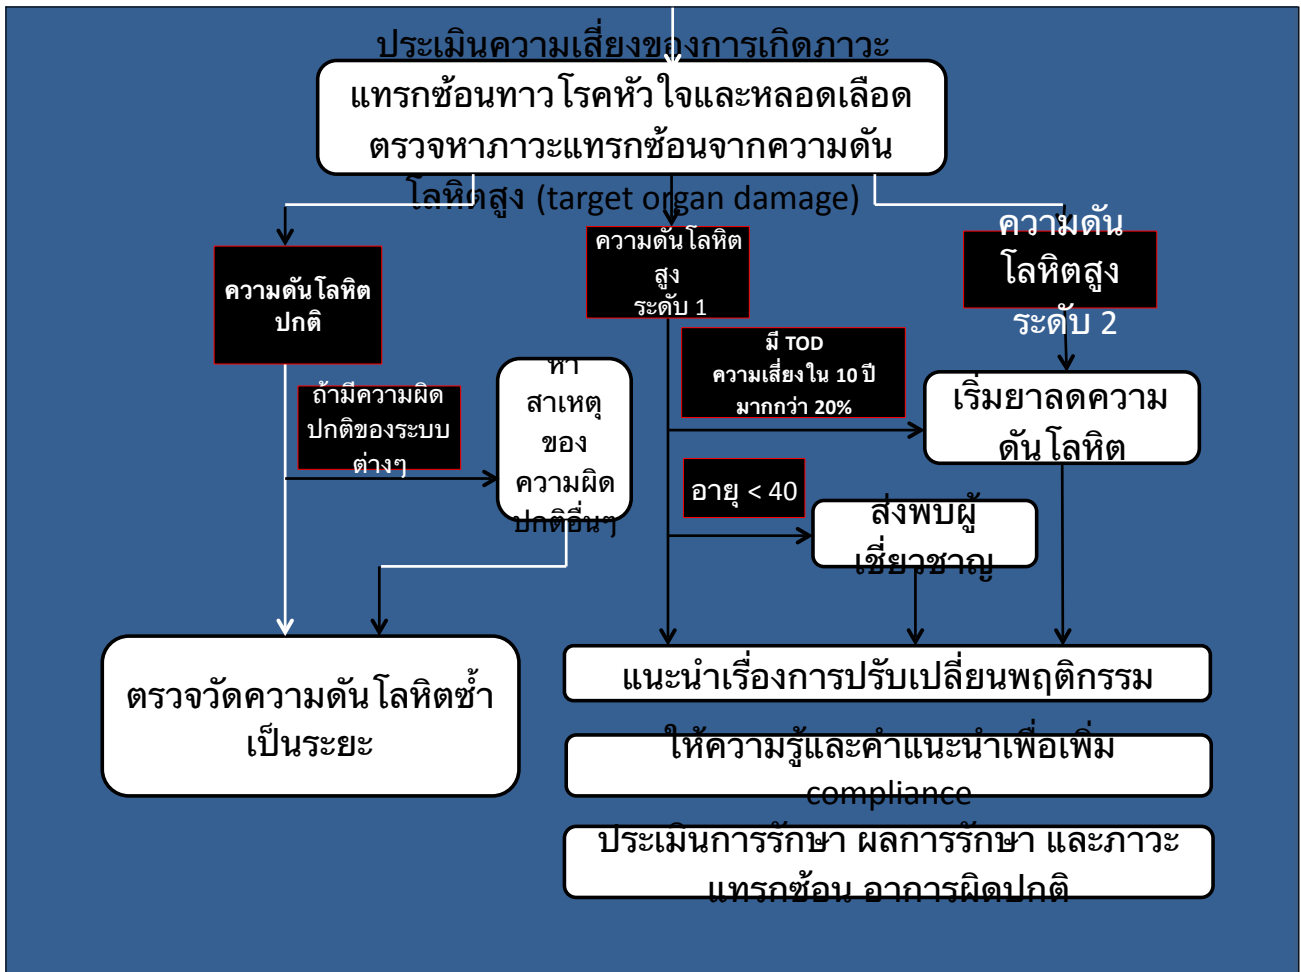 ประเมินความเสี่ยงของการเกิดภาวะ
แทรกซ้อนทาวโรคหัวใจและหลอดเลือด
ตรวจหาภาวะแทรกซ้อนจากความดัน
โลหิตสูง (target organ damage)
ความดันโลหิต
ปกติ
ความดันโลหิต
สูง
ระดับ 1
ความดัน
โลหิตสูง
ระดับ 2
มี TOD
ความเสี่ยงใน 10 ปี
มากกว่า 20%
ถ้ามีความผิด
ปกติของระบบ
ต่างๆ
หา
สาเหตุ
ของ
ความผิด
ปกติอื่นๆ
เริ่มยาลดความ
ดันโลหิต
อายุ < 40
ส่งพบผู้
เชี่ยวชาญ
ตรวจวัดความดันโลหิตซ้ำ
เป็นระยะ
แนะนำเรื่องการปรับเปลี่ยนพฤติกรรม
ให้ความรู้และคำแนะนำเพื่อเพิ่ม
compliance
ประเมินการรักษา ผลการรักษา และภาวะ
แทรกซ้อน อาการผิดปกติ